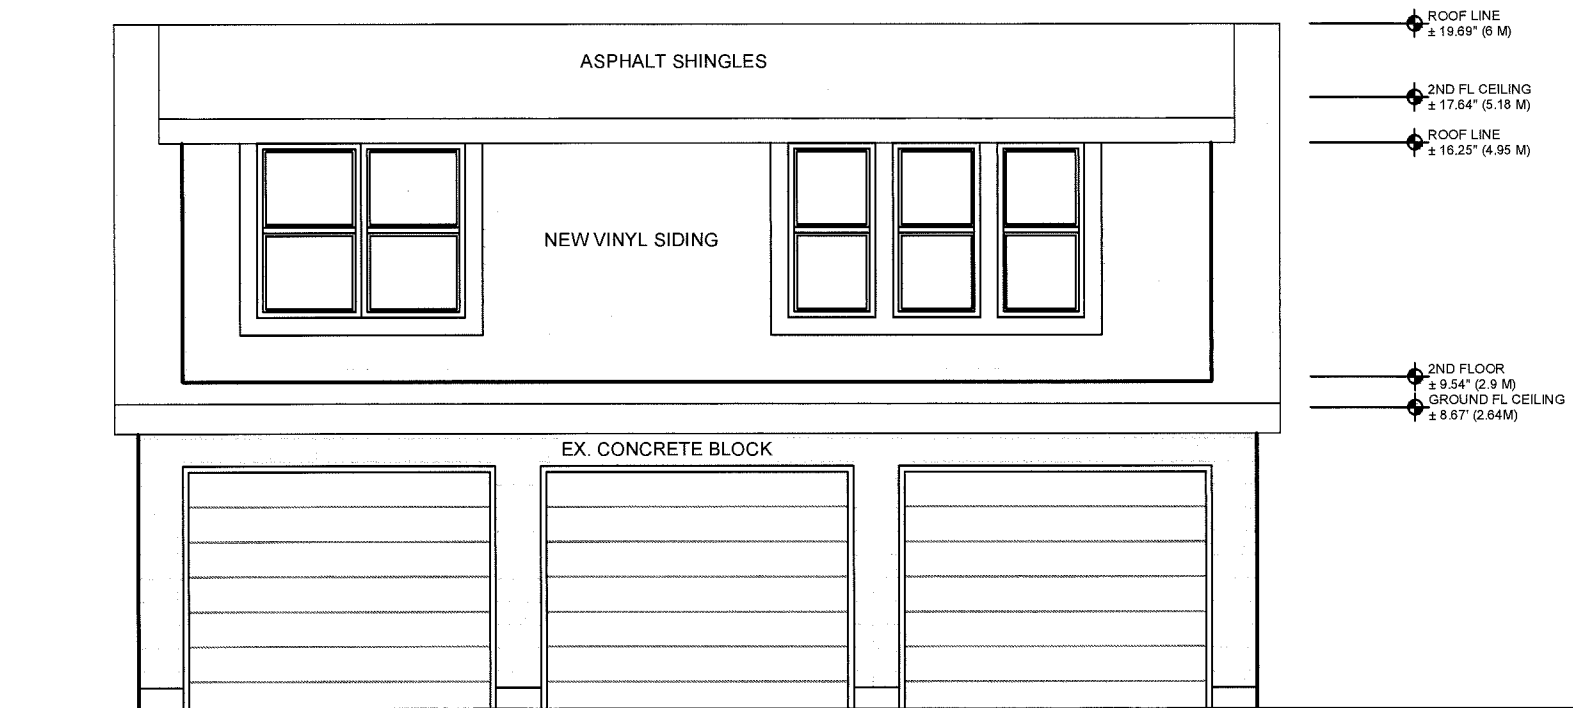 ROOF LINE
± 19.69" (6 M)
ASPHALT SHINGLES
2ND FL CEILING
± 17.64" (5.18 M)
ROOF LINE
± 16.25" (4.95 M)
NEW VINYL SIDING
2ND FLOOR
± 9.54" (2.9 M)
GROUND FL CEILING
± 8.67' (2.64M)
EX. CONCRETE BLOCK